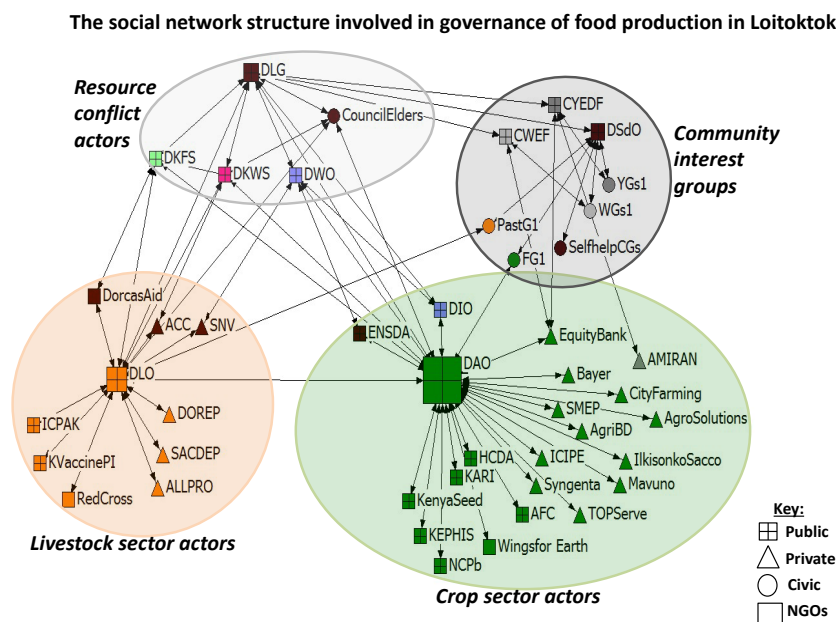 The social network structure involved in governance of food production in Loitoktok
Resource
conflict
actors
DLG
CouncilElders
DKFS
DKWS
DWO
CYEDF
CWEF
DSdO
YGs1
WGs1
PastG1
SelfhelpCGs
FG1
Community
interest
groups
DorcasAid
ACC
SNV
DLO
DOREP
ICPAK
SACDEP
KVaccinePI
ALLPRO
RedCross
Livestock sector actors
DIO
ENSDA
EquityBank
AMIRAN
DAO
Bayer
CityFarming
SMEP
AgroSolutions
AgriBD
HCDA
ICIPE
IlkisonkoSacco
KARI
Syngenta
Mavuno
KenyaSeed
AFC
TOPServe
KEPHIS
Wingsfor Earth
NCPb
Crop sector actors
Key:
Public
Private
Civic
NGOs